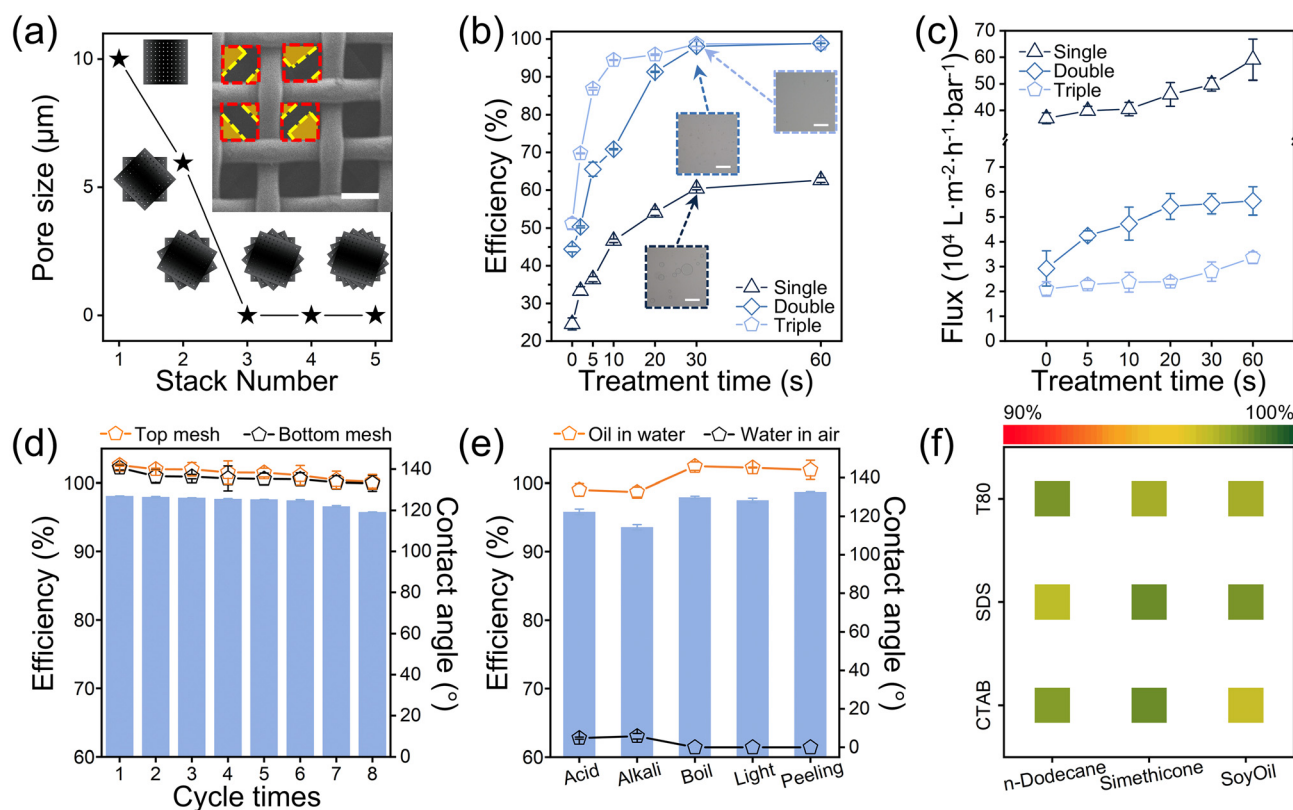 (a)
Pore size (µm)
10
5
0
1 2 3 4 5
Stack Number
(b)
Efficiency (%)
100
90
80
70
60
50
40
30
20
Single
Double
Triple
0 5 10 20 30 60
Treatment time (s)
(c)
Flux (10⁴ L·m⁻²·h⁻¹·bar⁻¹)
70
60
50
40
7
6
5
4
3
2
1
0
Single
Double
Triple
0 5 10 20 30 60
Treatment time (s)
(d)
Top mesh Bottom mesh
Efficiency (%)
100
90
80
70
60
140
120
100
80
60
40
20
0
Contact angle (°)
1 2 3 4 5 6 7 8
Cycle times
(e)
Oil in water Water in air
Efficiency (%)
100
90
80
70
60
140
120
100
80
60
40
20
0
Contact angle (°)
Acid Alkali Boil Light Peeling
(f)
90% 100%
T80
SDS
CTAB
n-Dodecane Simethicone SoyOil